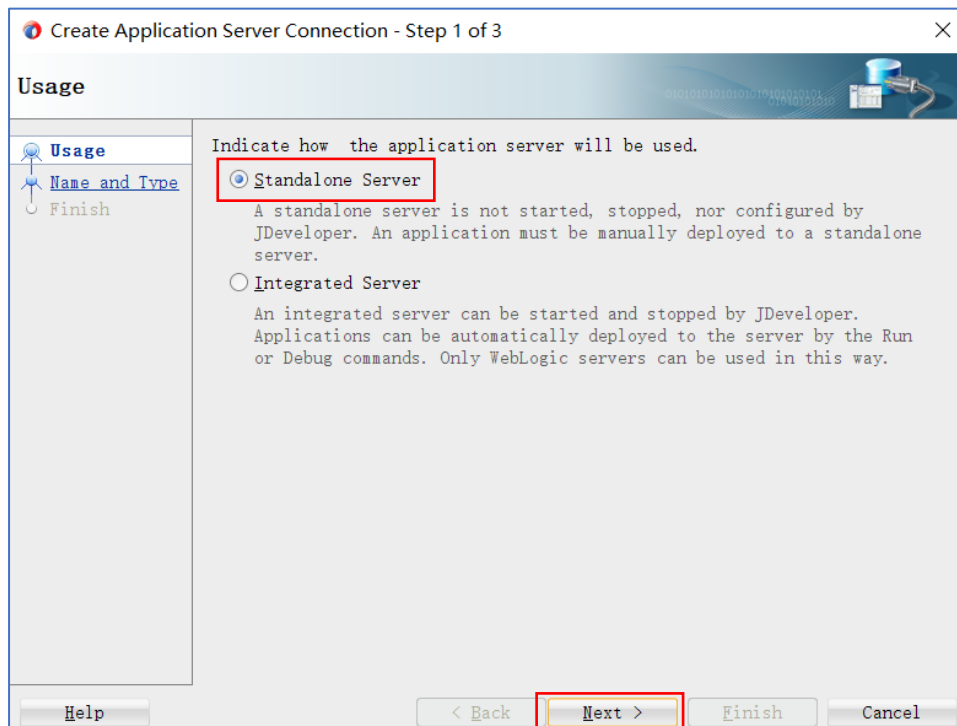 Create Application Server Connection - Step 1 of 3
Usage
Usage
Name and Type
Finish
Indicate how the application server will be used.
Standalone Server
A standalone server is not started, stopped, nor configured by
JDeveloper. An application must be manually deployed to a standalone
server.
Integrated Server
An integrated server can be started and stopped by JDeveloper.
Applications can be automatically deployed to the server by the Run
or Debug commands. Only WebLogic servers can be used in this way.
Help
< Back
Next >
Finish
Cancel